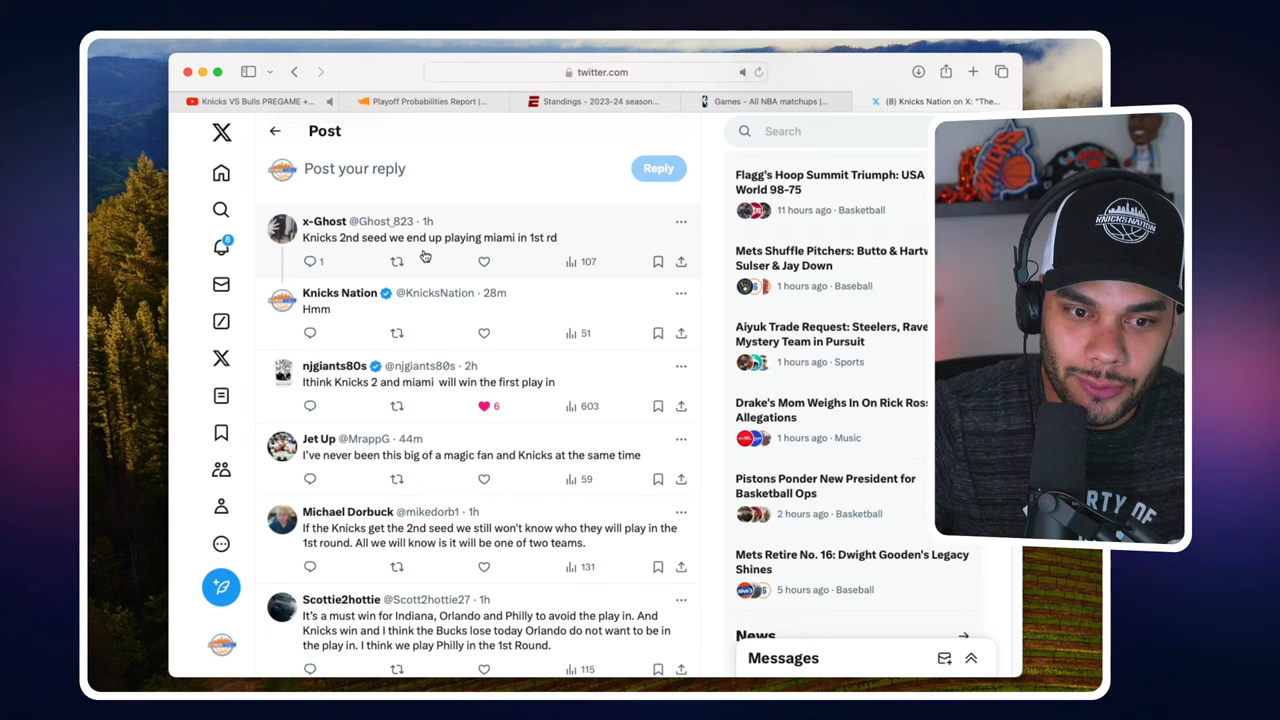 twitter.com
Knicks VS Bulls PREGAME +...
Playoff Probabilities Report |...
Standings - 2023-24 season...
Games - All NBA matchups |...
(8) Knicks Nation on X: "The...
Post
Search
Post your reply
Reply
x-Ghost @Ghost_823 · 1h
Knicks 2nd seed we end up playing miami in 1st rd
1
107
Knicks Nation @KnicksNation · 28m
Hmm
51
njgiants80s @njgiants80s · 2h
Ithink Knicks 2 and miami will win the first play in
6
603
Jet Up @MrappG · 44m
I've never been this big of a magic fan and Knicks at the same time
59
Michael Dorbuck @mikedorb1 · 1h
If the Knicks get the 2nd seed we still won't know who they will play in the
1st round. All we will know is it will be one of two teams.
131
Scottie2hottie @Scott2hottie27 · 1h
It's a must win for Indiana, Orlando and Philly to avoid the play in. And
Knicks win and I think the Bucks lose today Orlando do not want to be in
the play in. I think we play Philly in the 1st Round.
115
8
Flagg's Hoop Summit Triumph: USA
World 98-75
11 hours ago · Basketball
Mets Shuffle Pitchers: Butto & Hartw
Sulser & Jay Down
1 hours ago · Baseball
Aiyuk Trade Request: Steelers, Rave
Mystery Team in Pursuit
1 hours ago · Sports
Drake's Mom Weighs In On Rick Ross
Allegations
1 hours ago · Music
Pistons Ponder New President for
Basketball Ops
2 hours ago · Basketball
Mets Retire No. 16: Dwight Gooden's Legacy
Shines
5 hours ago · Baseball
News
Messages
KNICKS
KNICKSNATION
RTY OF